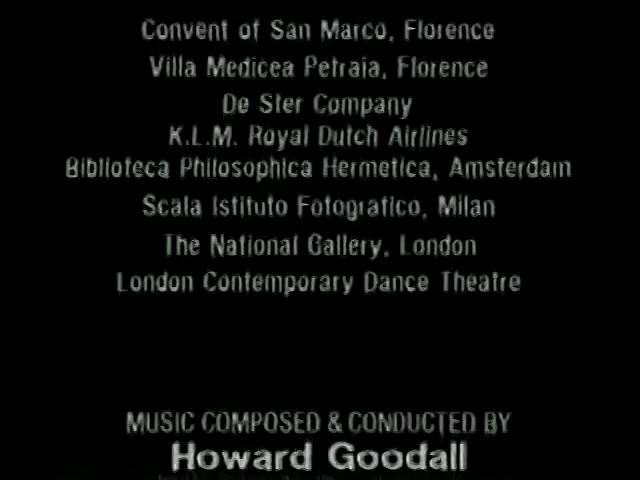 Convent of San Marco, Florence
Villa Medicea Petraia, Florence
De Ster Company
K.L.M. Royal Dutch Airlines
Biblioteca Philosophica Hermetica, Amsterdam
Scala Istituto Fotografico, Milan
The National Gallery, London
London Contemporary Dance Theatre
MUSIC COMPOSED & CONDUCTED BY
Howard Goodall